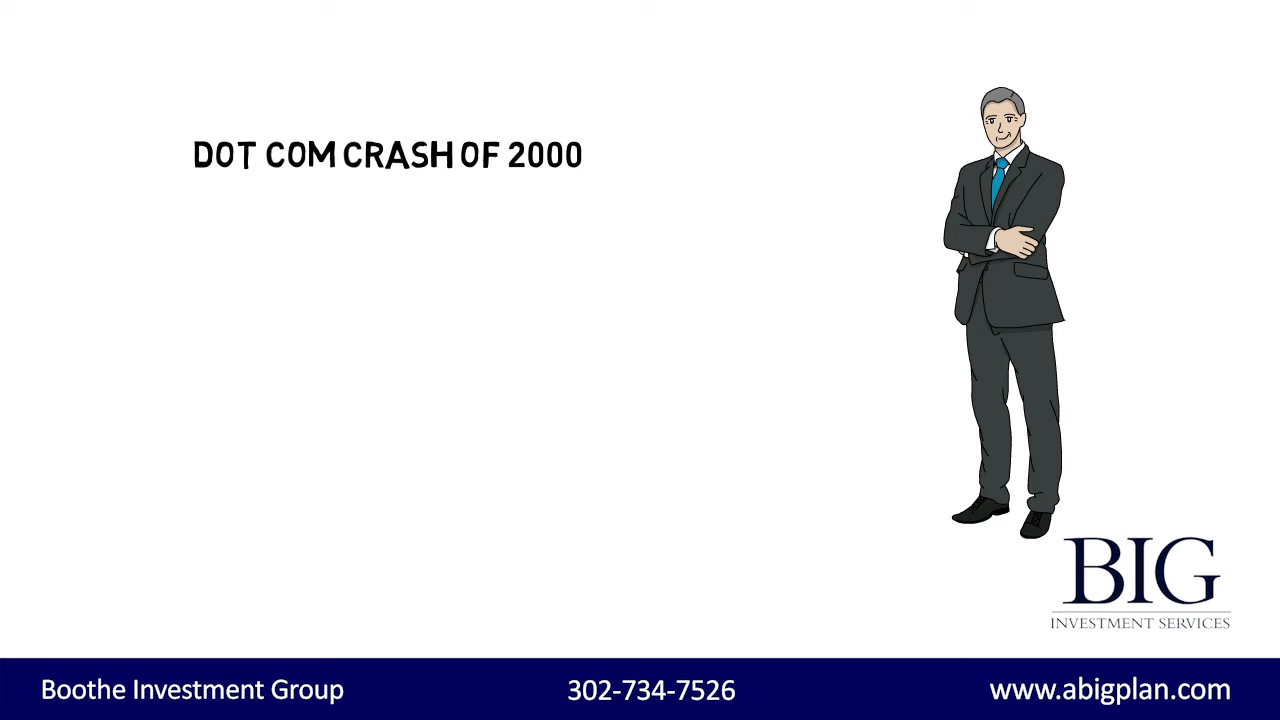 DOT COM CRASH OF 2000
BIG
INVESTMENT SERVICES
Boothe Investment Group
302-734-7526
www.abigplan.com